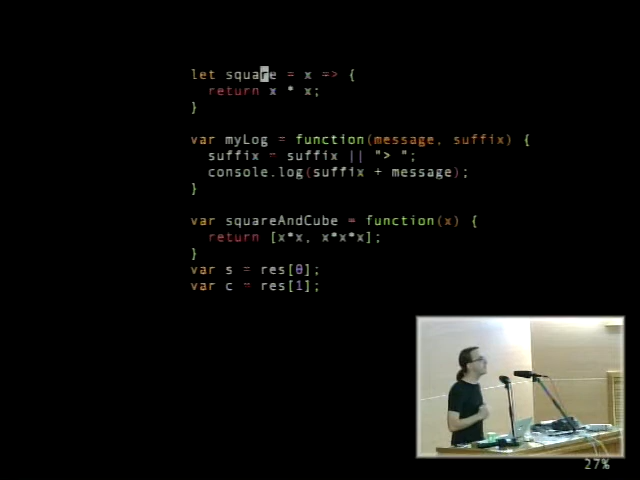 let square = x => {
  return x * x;
}
var myLog = function(message, suffix) {
  suffix = suffix || "> ";
  console.log(suffix + message);
}
var squareAndCube = function(x) {
  return [x*x, x*x*x];
}
var s = res[0];
var c = res[1];
27%